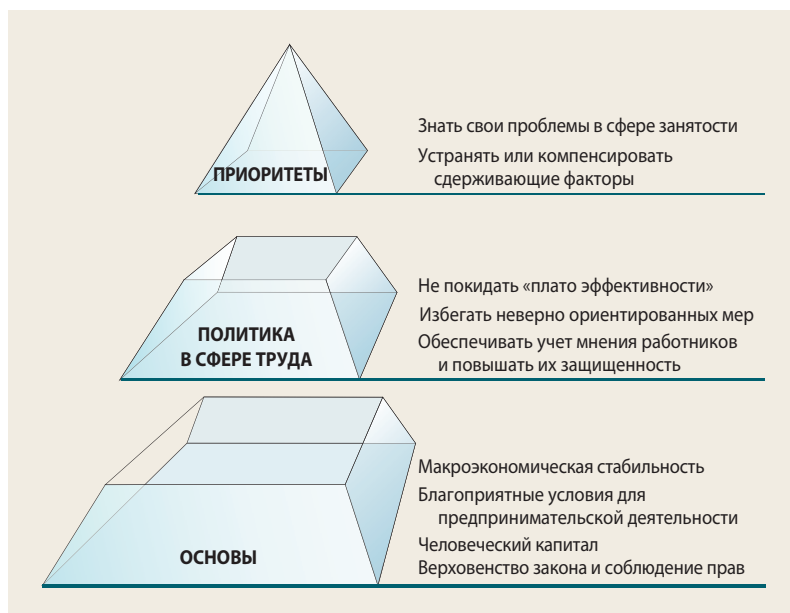 ПРИОРИТЕТЫ
Знать свои проблемы в сфере занятости
Устранять или компенсировать
сдерживающие факторы
ПОЛИТИКА
В СФЕРЕ ТРУДА
Не покидать «плато эффективности»
Избегать неверно ориентированных мер
Обеспечивать учет мнения работников
и повышать их защищенность
ОСНОВЫ
Макроэкономическая стабильность
Благоприятные условия для
предпринимательской деятельности
Человеческий капитал
Верховенство закона и соблюдение прав